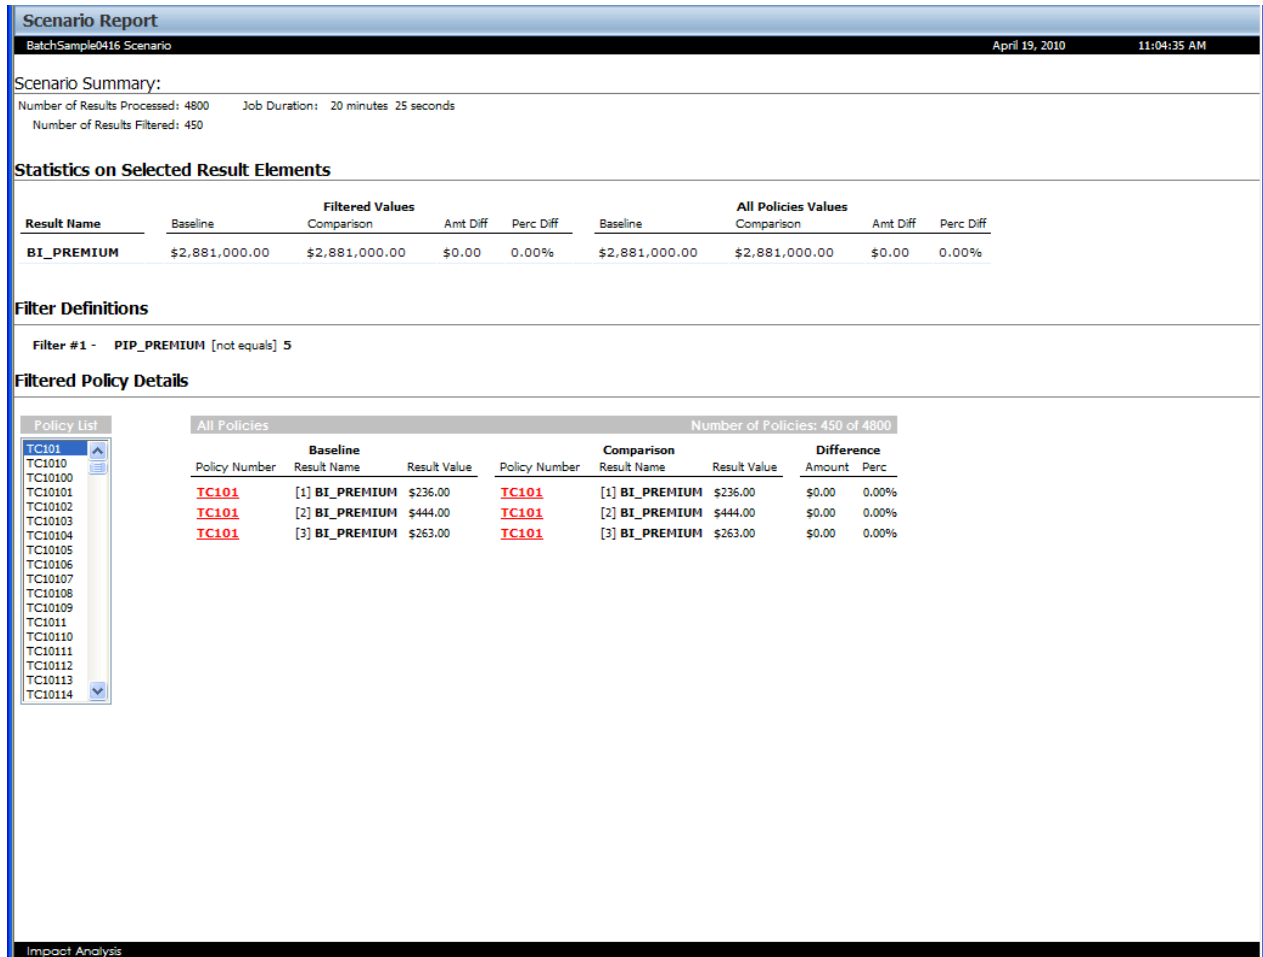 Scenario Report
BatchSample0416 Scenario April 19, 2010 11:04:35 AM
Scenario Summary:
Number of Results Processed: 4800 Job Duration: 20 minutes 25 seconds
Number of Results Filtered: 450
Statistics on Selected Result Elements
Filtered Values All Policies Values
Result Name Baseline Comparison Amt Diff Perc Diff Baseline Comparison Amt Diff Perc Diff
BI_PREMIUM $2,881,000.00 $2,881,000.00 $0.00 0.00% $2,881,000.00 $2,881,000.00 $0.00 0.00%
Filter Definitions
Filter #1 - PIP_PREMIUM [not equals] 5
Filtered Policy Details
Policy List
TC101
TC1010
TC10100
TC10101
TC10102
TC10103
TC10104
TC10105
TC10106
TC10107
TC10108
TC10109
TC1011
TC10110
TC10111
TC10112
TC10113
TC10114
All Policies Number of Policies: 450 of 4800
Baseline Comparison Difference
Policy Number Result Name Result Value Policy Number Result Name Result Value Amount Perc
TC101 [1] BI_PREMIUM $236.00 TC101 [1] BI_PREMIUM $236.00 $0.00 0.00%
TC101 [2] BI_PREMIUM $444.00 TC101 [2] BI_PREMIUM $444.00 $0.00 0.00%
TC101 [3] BI_PREMIUM $263.00 TC101 [3] BI_PREMIUM $263.00 $0.00 0.00%
Impact Analysis